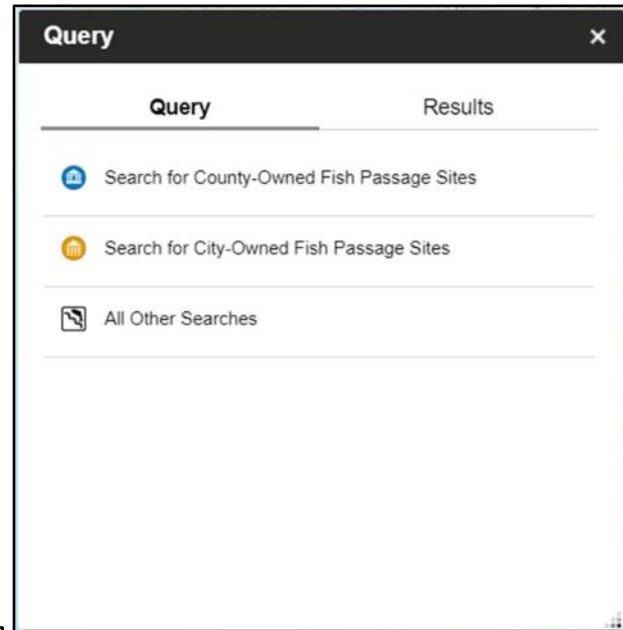 Query
Query Results
Search for County-Owned Fish Passage Sites
Search for City-Owned Fish Passage Sites
All Other Searches